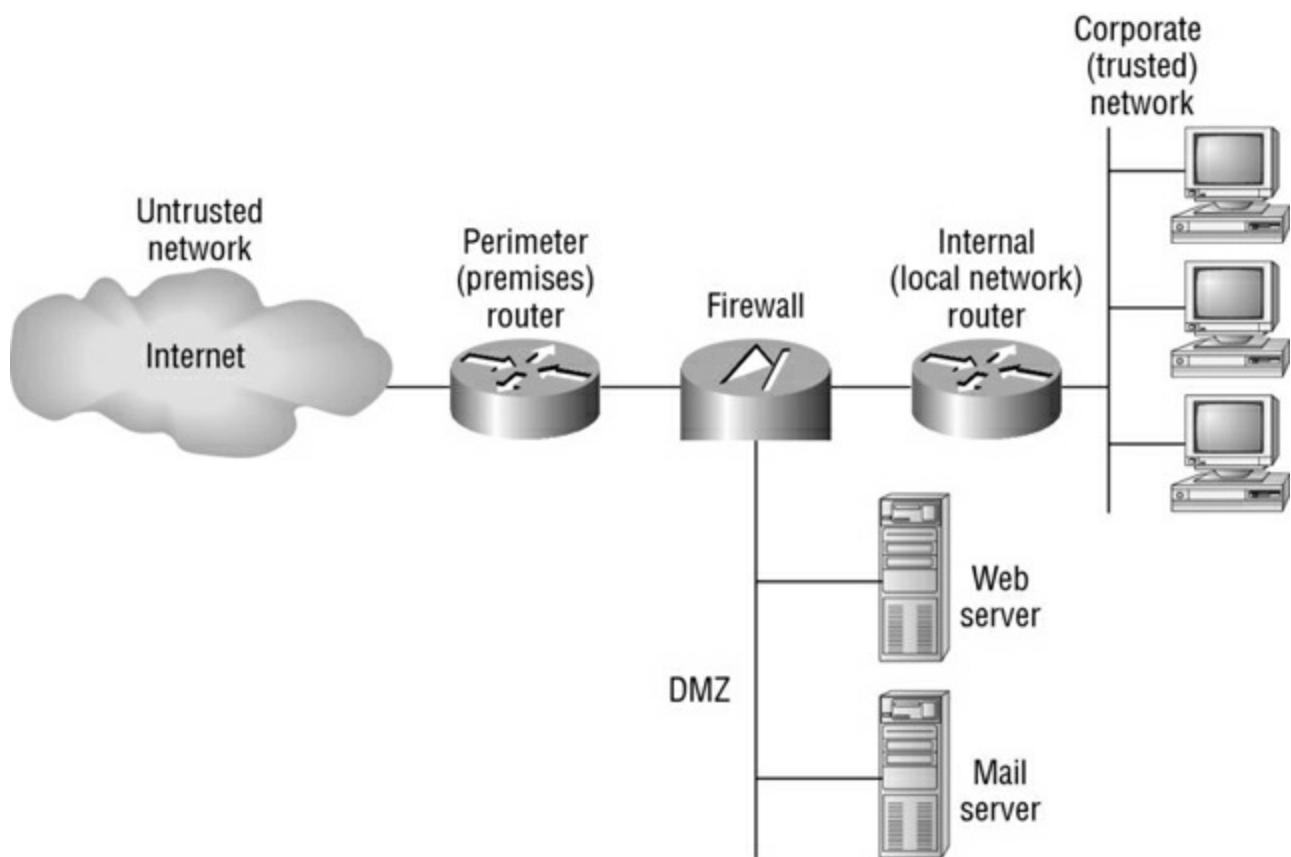 Corporate
(trusted)
network
Untrusted
network
Internet
Perimeter
(premises)
router
Firewall
Internal
(local network)
router
Web
server
DMZ
Mail
server